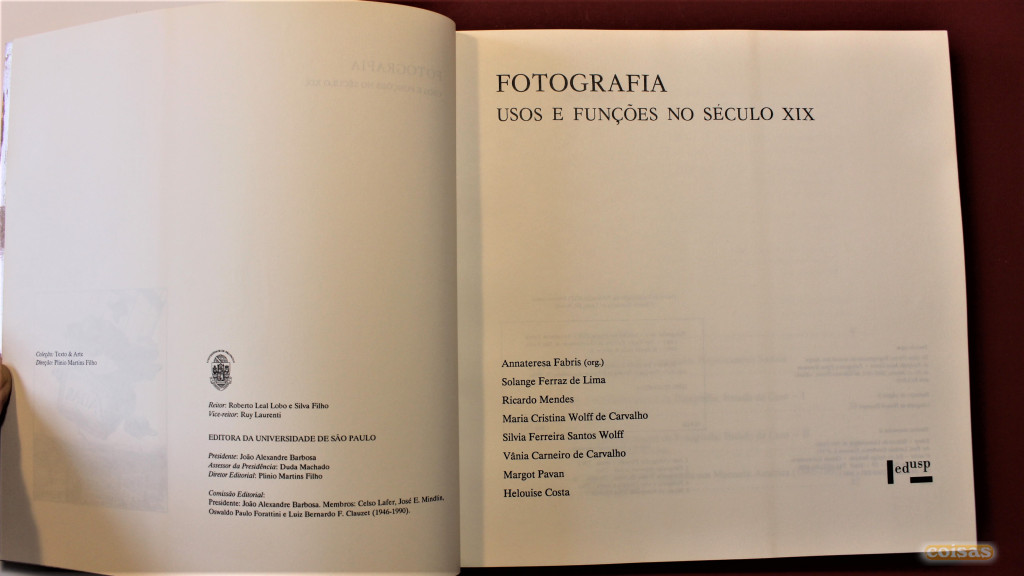 Coleção: Texto & Arte
Direção: Plinio Martins Filho
Reitor: Roberto Leal Lobo e Silva Filho
Vice-reitor: Ruy Laurenti
EDITORA DA UNIVERSIDADE DE SÃO PAULO
Presidente: João Alexandre Barbosa
Assessor da Presidência: Duda Machado
Diretor Editorial: Plinio Martins Filho
Comissão Editorial:
Presidente: João Alexandre Barbosa. Membros: Celso Lafer, José E. Mindlin,
Oswaldo Paulo Forattini e Luiz Bernardo F. Clauzet (1946-1990).
FOTOGRAFIA
USOS E FUNÇÕES NO SÉCULO XIX
Annateresa Fabris (org.)
Solange Ferraz de Lima
Ricardo Mendes
Maria Cristina Wolff de Carvalho
Silvia Ferreira Santos Wolff
Vânia Carneiro de Carvalho
Margot Pavan
Helouise Costa
edusp
coisas